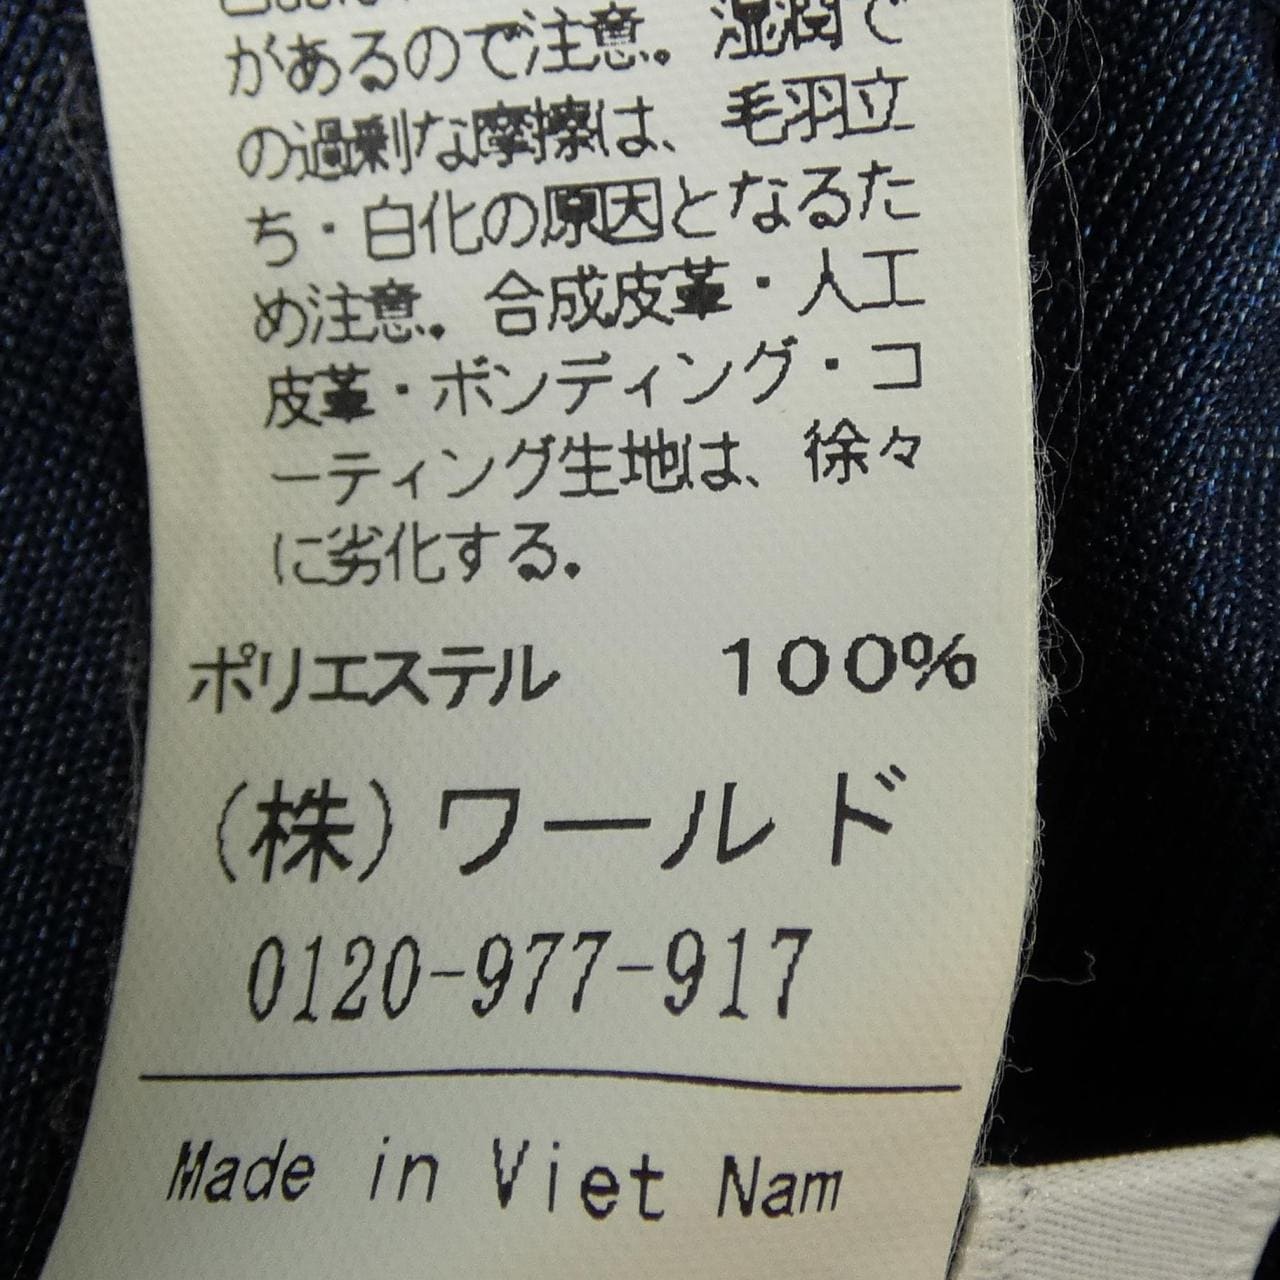 があるので注意。湿潤で
の過剰な摩擦は、毛羽立
ち・白化の原因となるた
め注意。合成皮革・人工
皮革・ボンディング・コ
ーティング生地は、徐々
に劣化する。
ポリエステル 100%
(株)ワールド
0120-977-917
Made in Viet Nam